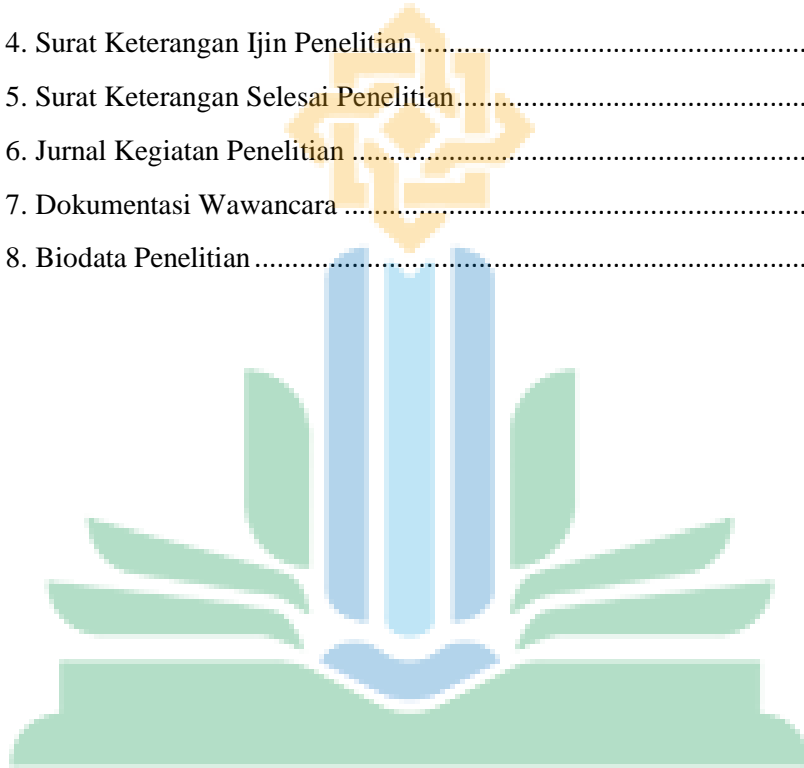 4. Surat Keterangan Ijin Penelitian ......................................................
5. Surat Keterangan Selesai Penelitian................................................
6. Jurnal Kegiatan Penelitian ...............................................................
7. Dokumentasi Wawancara ................................................................
8. Biodata Penelitian ............................................................................